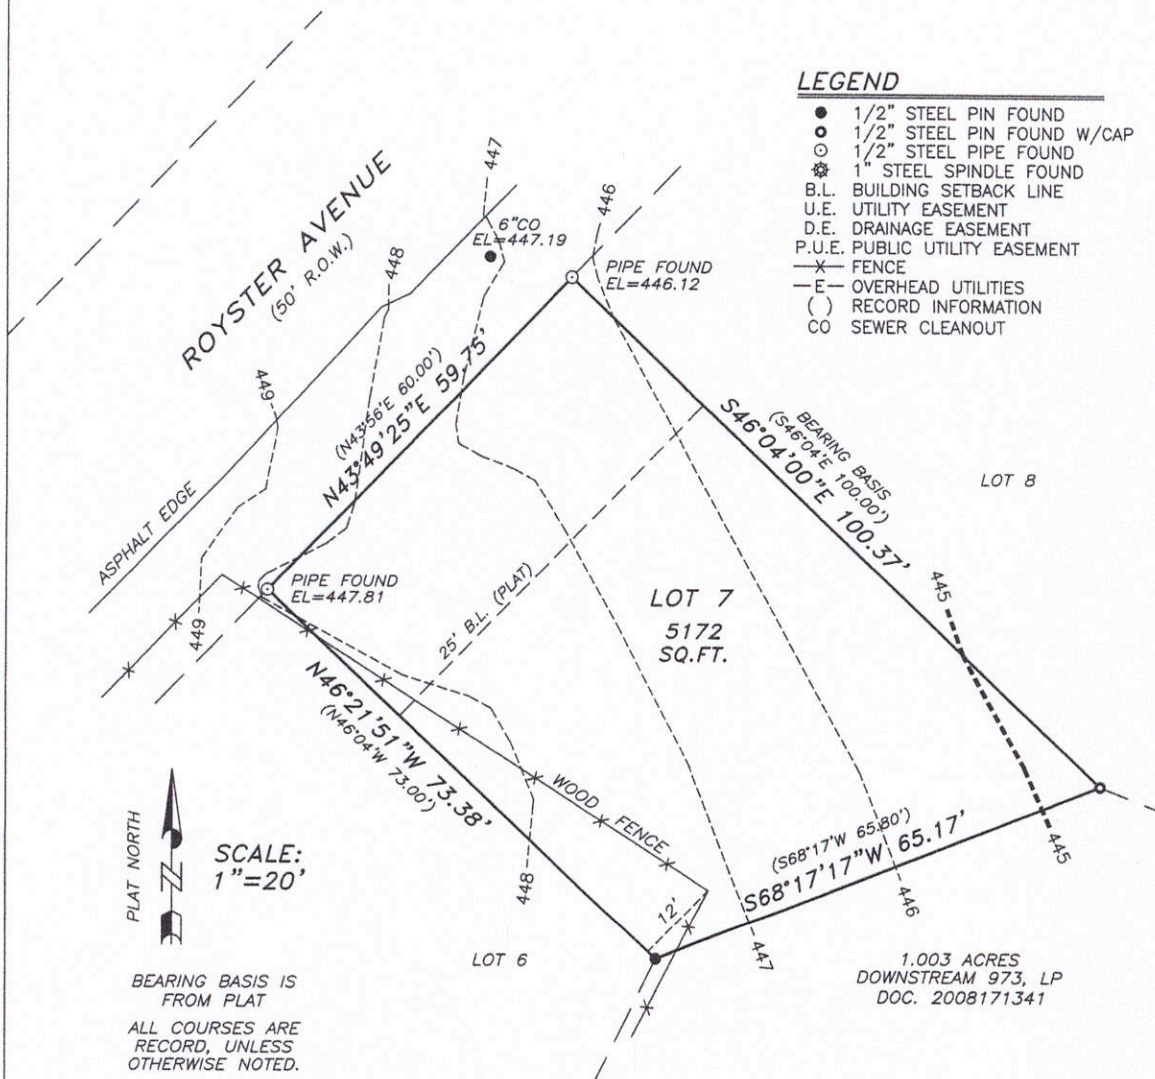 LEGEND
1/2" STEEL PIN FOUND
1/2" STEEL PIN FOUND W/CAP
1/2" STEEL PIPE FOUND
1" STEEL SPINDLE FOUND
B.L. BUILDING SETBACK LINE
U.E. UTILITY EASEMENT
D.E. DRAINAGE EASEMENT
P.U.E. PUBLIC UTILITY EASEMENT
X FENCE
E OVERHEAD UTILITIES
( ) RECORD INFORMATION
CO SEWER CLEANOUT
ROYSTER AVENUE
(50' R.O.W.)
447
446
448
449
6"CO
EL=447.19
PIPE FOUND
EL=446.12
(N43°56'E 60.00')
N43°49'25"E 59.75'
ASPHALT EDGE
PIPE FOUND
EL=447.81
449
25' B.L. (PLAT)
BEARING BASIS
(S46°04'E 100.00')
S46°04'00"E 100.37'
LOT 8
LOT 7
5172
SQ.FT.
445
N46°21'51"W 73.38'
(N46°04'W 73.00')
WOOD FENCE
448
12'
(S68°17'W 65.80')
S68°17'17"W 65.17'
445
446
447
LOT 6
1.003 ACRES
DOWNSTREAM 973, LP
DOC. 2008171341
PLAT NORTH
N
SCALE:
1"=20'
BEARING BASIS IS
FROM PLAT
ALL COURSES ARE
RECORD, UNLESS
OTHERWISE NOTED.